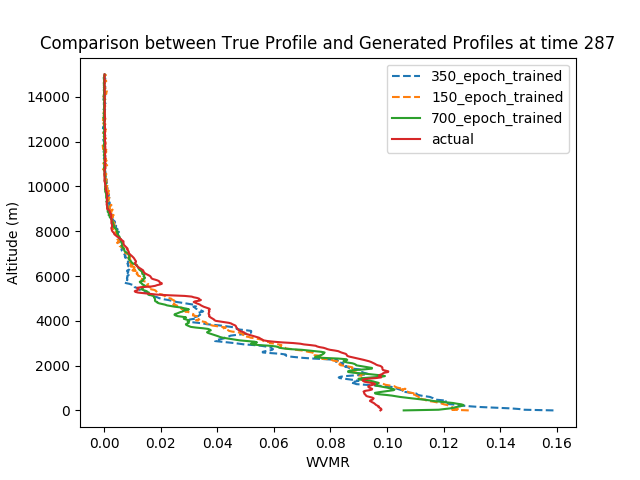 Comparison between True Profile and Generated Profiles at time 287
350_epoch_trained
150_epoch_trained
700_epoch_trained
actual
Altitude (m)
14000
12000
10000
8000
6000
4000
2000
0
0.00 0.02 0.04 0.06 0.08 0.10 0.12 0.14 0.16
WVMR